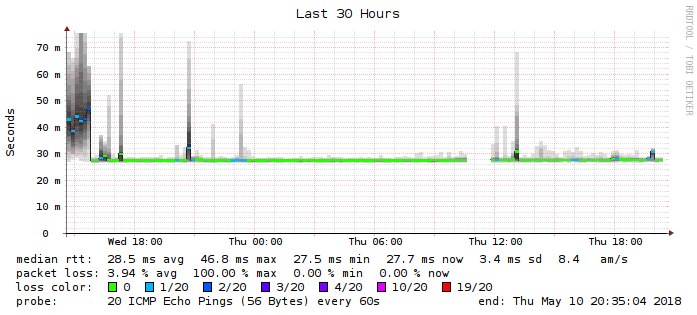 Last 30 Hours
RRDTOOL / TOBI OETIKER
Seconds
70 m
60 m
50 m
40 m
30 m
20 m
10 m
0
Wed 18:00 Thu 00:00 Thu 06:00 Thu 12:00 Thu 18:00
median rtt: 28.5 ms avg 46.8 ms max 27.5 ms min 27.7 ms now 3.4 ms sd 8.4 am/s
packet loss: 3.94 % avg 100.00 % max 0.00 % min 0.00 % now
loss color: 0 1/20 2/20 3/20 4/20 10/20 19/20
probe: 20 ICMP Echo Pings (56 Bytes) every 60s end: Thu May 10 20:35:04 2018